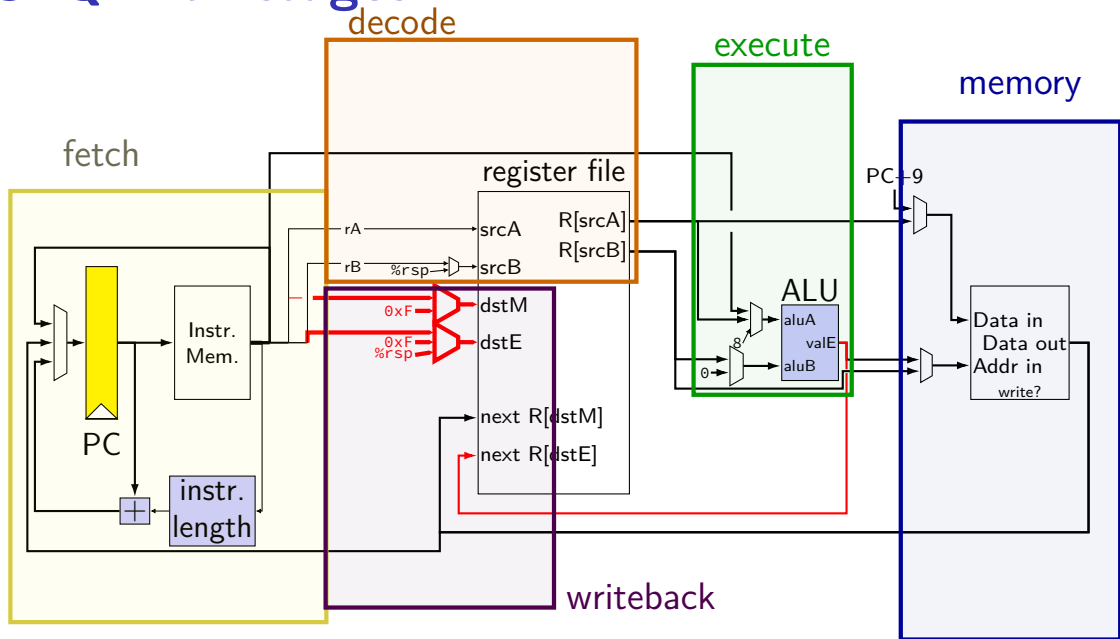 decode
execute
memory
fetch
register file
PC+9
rA
srcA
R[srcA]
rB
%rsp
srcB
R[srcB]
0xF
dstM
0xF
%rsp
dstE
Instr.
Mem.
PC
instr.
length
next R[dstM]
next R[dstE]
ALU
aluA
valE
aluB
8
0
Data in
Data out
Addr in
write?
writeback